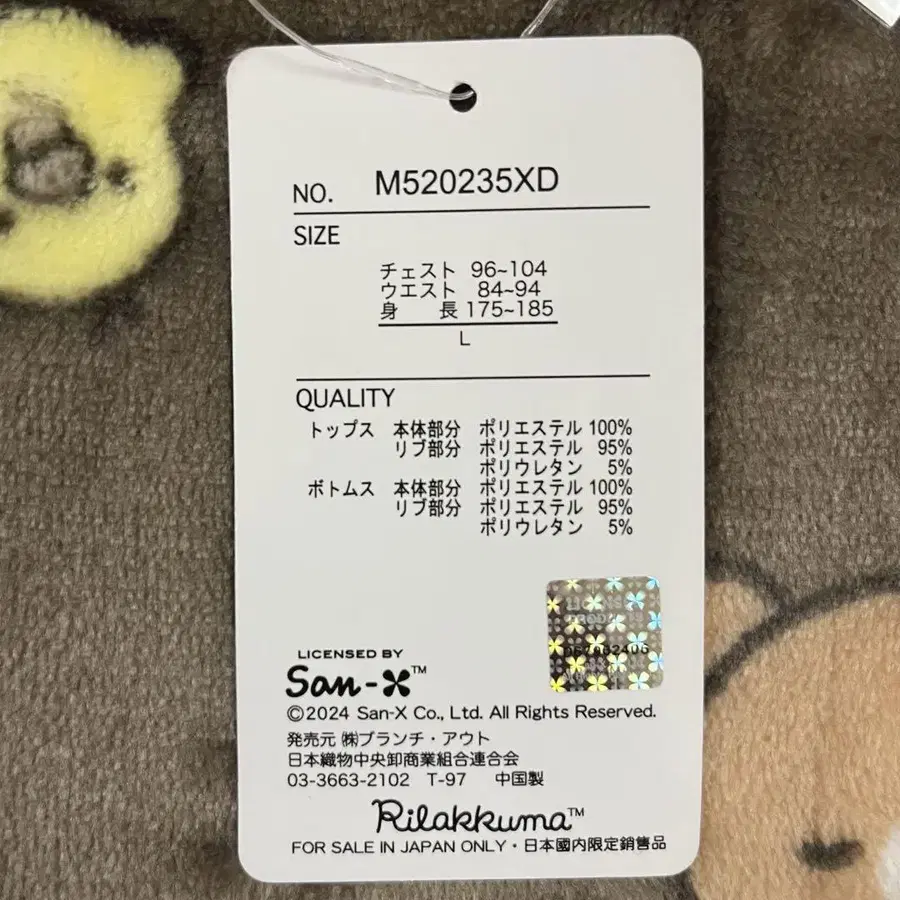 NO. M520235XD
SIZE
チェスト 96~104
ウエスト 84~94
身 長 175~185
L
QUALITY
トップス 本体部分 ポリエステル 100%
リブ部分 ポリエステル 95%
ポリウレタン 5%
ボトムス 本体部分 ポリエステル 100%
リブ部分 ポリエステル 95%
ポリウレタン 5%
LICENSED BY
San-X™
©2024 San-X Co., Ltd. All Rights Reserved.
発売元 ㈱ブランチ・アウト
日本織物中央卸商業組合連合会
03-3663-2102 T-97 中国製
Rilakkuma™
FOR SALE IN JAPAN ONLY・日本國内限定銷售品